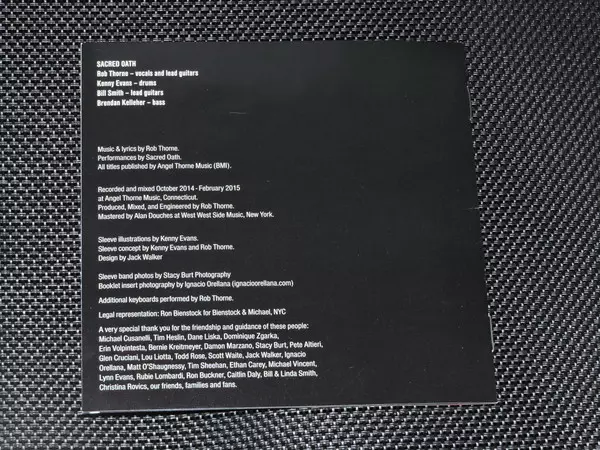 SACRED OATH
Rob Thorne – vocals and lead guitars
Kenny Evans – drums
Bill Smith – lead guitars
Brendan Kelleher – bass
Music & lyrics by Rob Thorne.
Performances by Sacred Oath.
All titles published by Angel Thorne Music (BMI).
Recorded and mixed October 2014 - February 2015
at Angel Thorne Music, Connecticut.
Produced, Mixed, and Engineered by Rob Thorne.
Mastered by Alan Douches at West West Side Music, New York.
Sleeve illustrations by Kenny Evans.
Sleeve concept by Kenny Evans and Rob Thorne.
Design by Jack Walker
Sleeve band photos by Stacy Burt Photography
Booklet insert photography by Ignacio Orellana (ignacioorellana.com)
Additional keyboards performed by Rob Thorne.
Legal representation: Ron Bienstock for Bienstock & Michael, NYC
A very special thank you for the friendship and guidance of these people:
Michael Cusanelli, Tim Heslin, Dane Liska, Dominique Zgarka,
Erin Volpintesta, Bernie Kreitmeyer, Damon Marzano, Stacy Burt, Pete Altieri,
Glen Cruciani, Lou Liotta, Todd Rose, Scott Waite, Jack Walker, Ignacio
Orellana, Matt O'Shaugnessy, Tim Sheehan, Ethan Carey, Michael Vincent,
Lynn Evans, Rubie Lombardi, Ron Buckner, Caitlin Daly, Bill & Linda Smith,
Christina Rovics, our friends, families and fans.